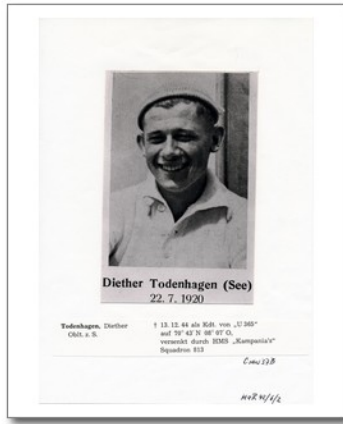 Diether Todenhagen (See)
22. 7. 1920
Todenhagen, Diether
Oblt. z. S.
† 13. 12. 44 als Kdt. von „U 365"
auf 70° 43' N 08° 07' O,
versenkt durch HMS „Kampania's"
Squadron 813